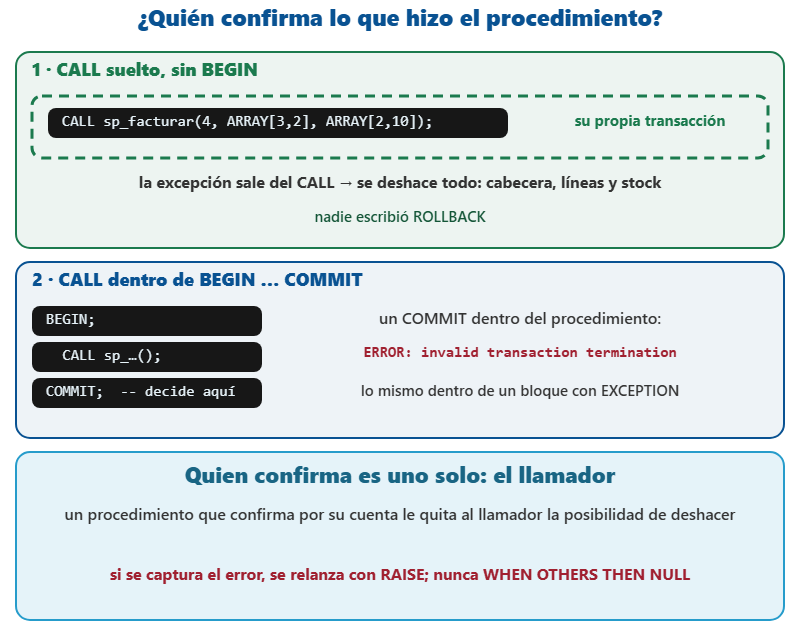 ¿Quién confirma lo que hizo el procedimiento?
1 · CALL suelto, sin BEGIN
CALL sp_facturar(4, ARRAY[3,2], ARRAY[2,10]);
su propia transacción
la excepción sale del CALL → se deshace todo: cabecera, líneas y stock
nadie escribió ROLLBACK
2 · CALL dentro de BEGIN … COMMIT
BEGIN;
CALL sp_…();
COMMIT;  -- decide aquí
un COMMIT dentro del procedimiento:
ERROR: invalid transaction termination
lo mismo dentro de un bloque con EXCEPTION
Quien confirma es uno solo: el llamador
un procedimiento que confirma por su cuenta le quita al llamador la posibilidad de deshacer
si se captura el error, se relanza con RAISE; nunca WHEN OTHERS THEN NULL